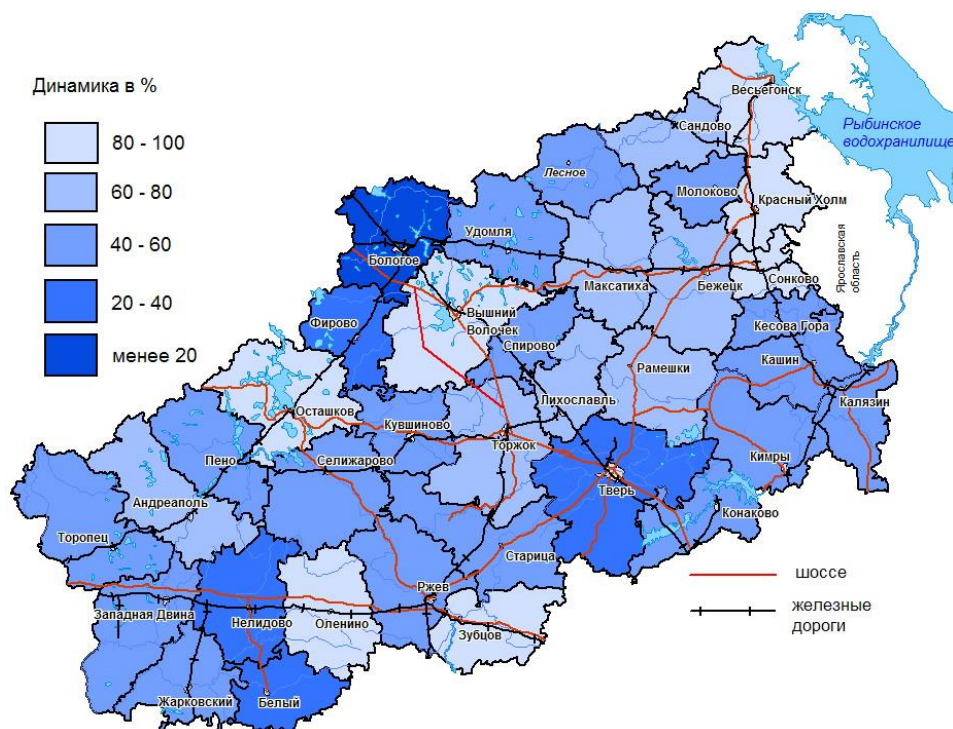 Динамика в %
80 - 100
60 - 80
40 - 60
20 - 40
менее 20
Весьегонск
Сандово
Рыбинское
водохранилище
Лесное
Молоково
Красный Холм
Удомля
Бологое
Ярославская
область
Максатиха
Бежецк
Сонково
Фирово
Вышний
Волочек
Кесова Гора
Спирово
Кашин
Рамешки
Калязин
Осташков
Лихославль
Кувшиново
Торжок
Пено
Селижарово
Кимры
Тверь
Андреаполь
Конаково
Торопец
Старица
шоссе
Ржев
железные
дороги
Западная Двина
Нелидово
Оленино
Зубцов
Жарковский
Белый